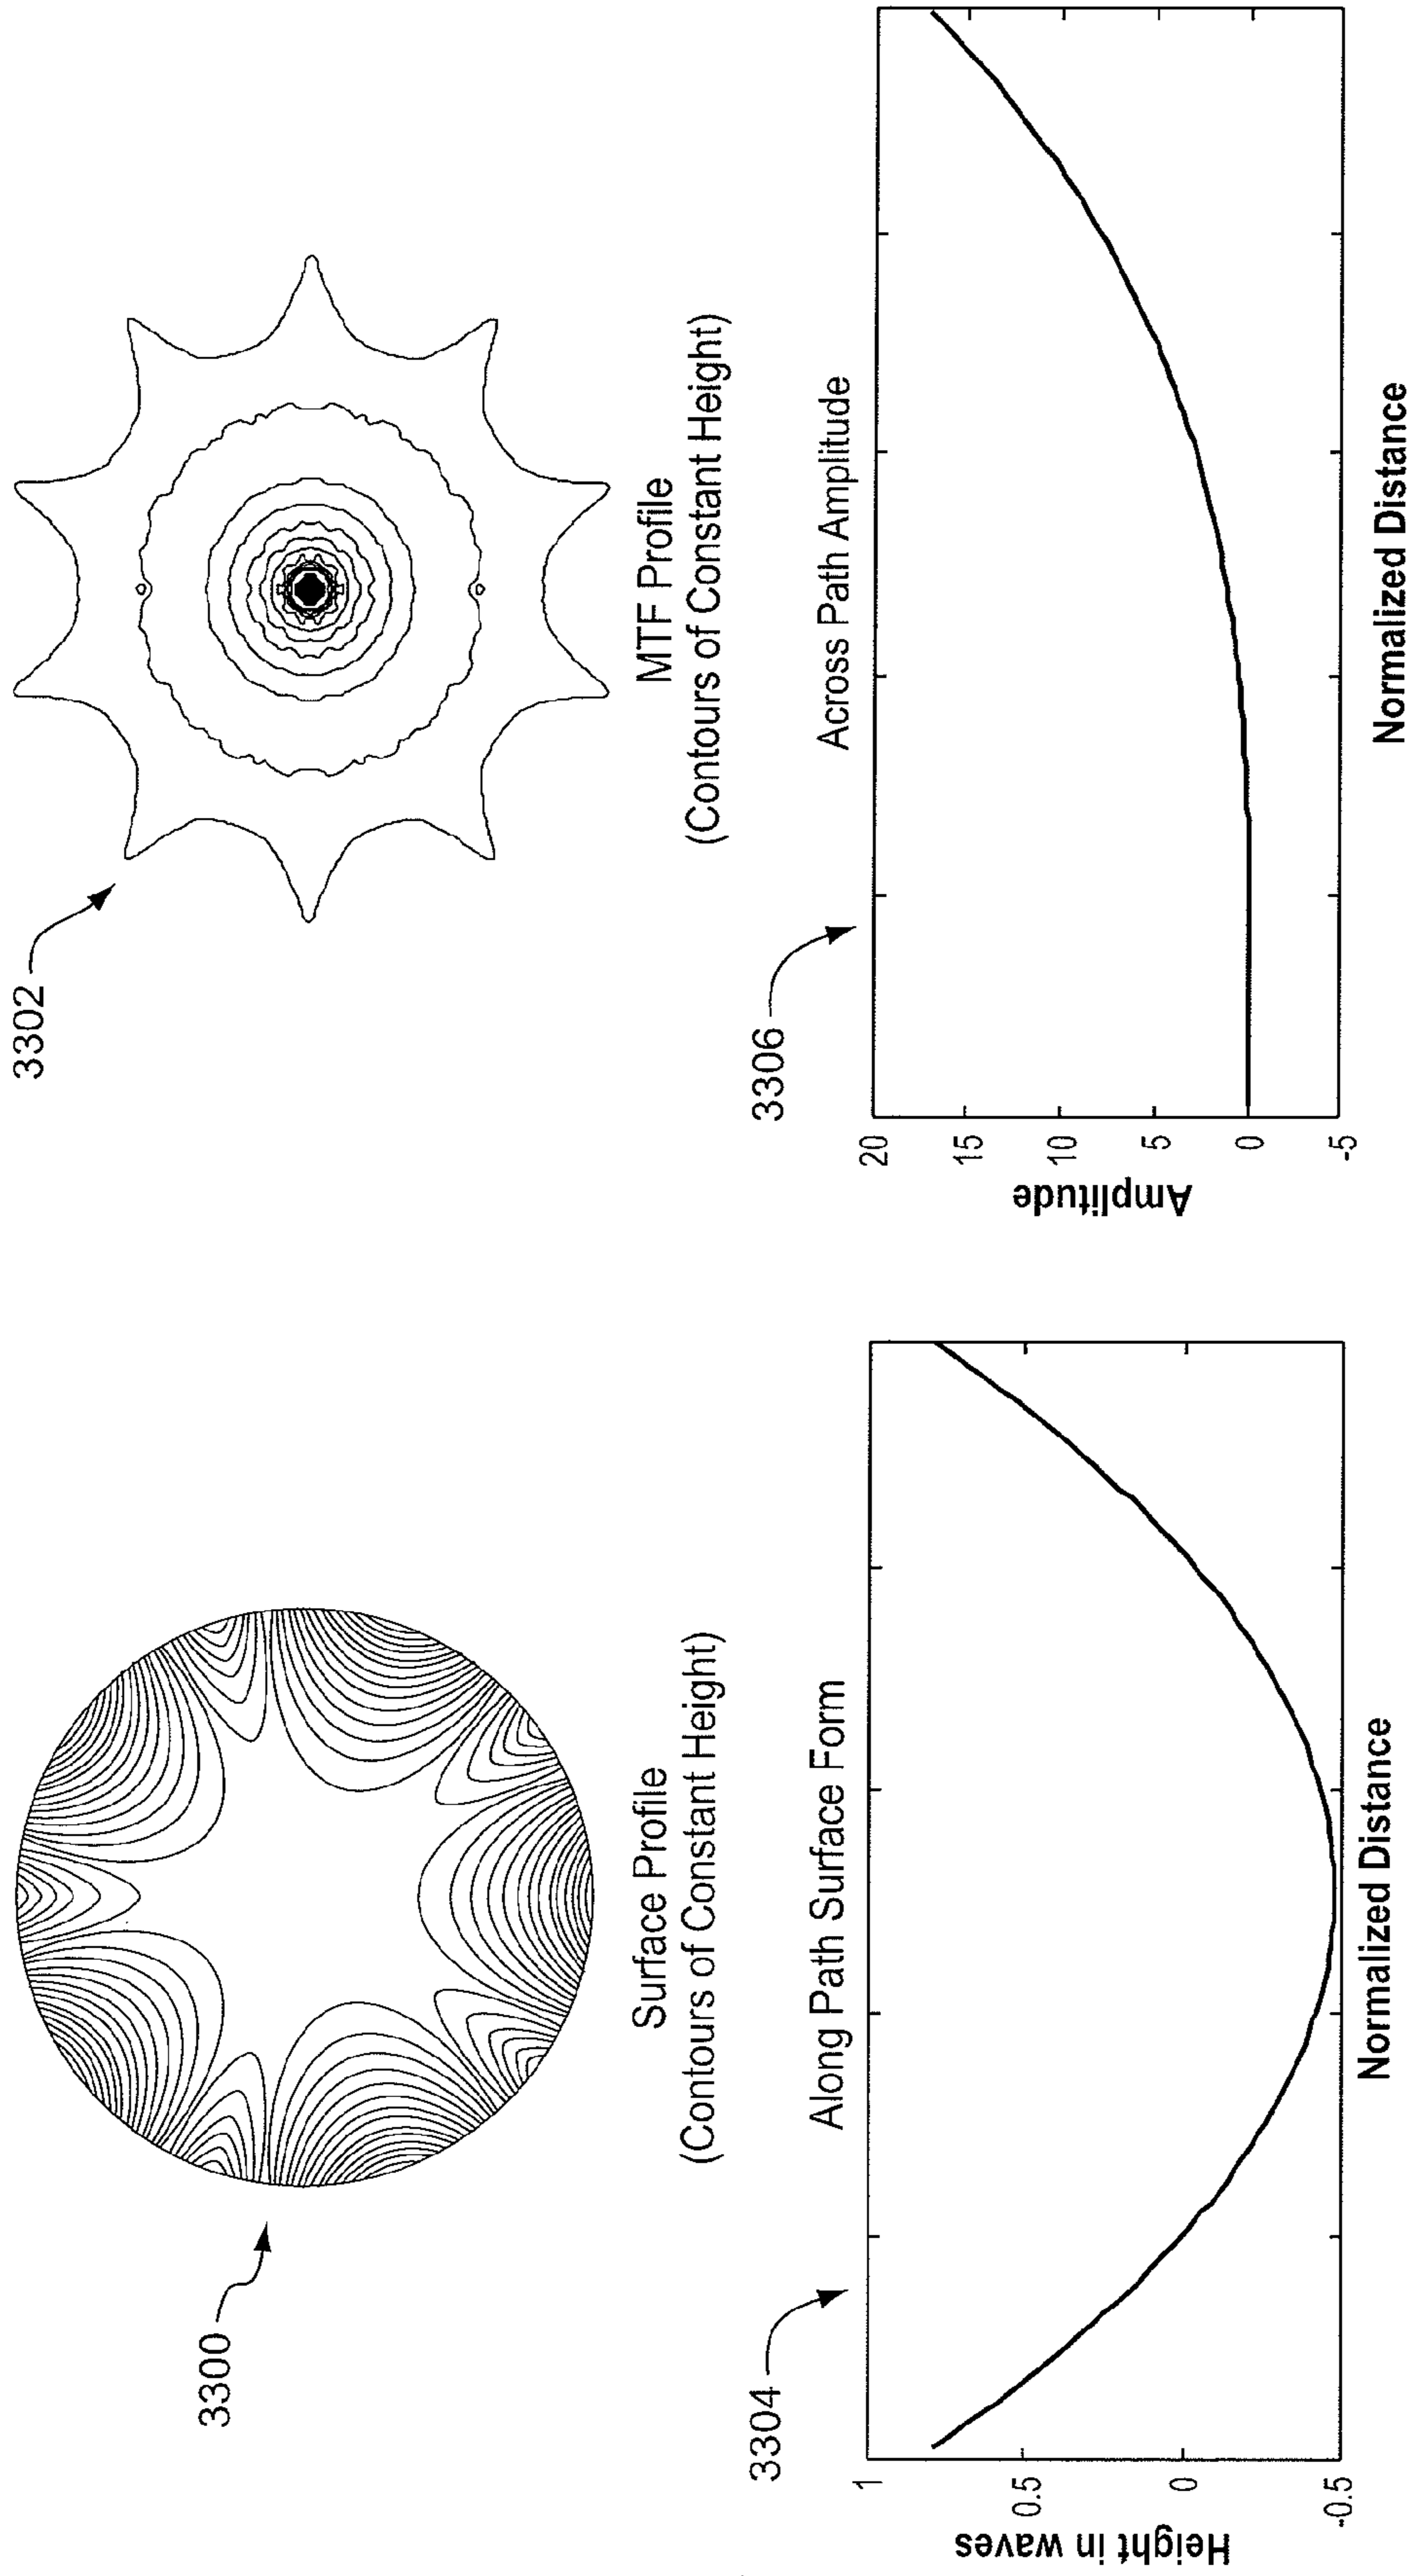 3300
Surface Profile
(Contours of Constant Height)
3302
MTF Profile
(Contours of Constant Height)
3304
Along Path Surface Form
Height in waves
1
0.5
0
-0.5
Normalized Distance
3306
Across Path Amplitude
Amplitude
20
15
10
5
0
-5
Normalized Distance